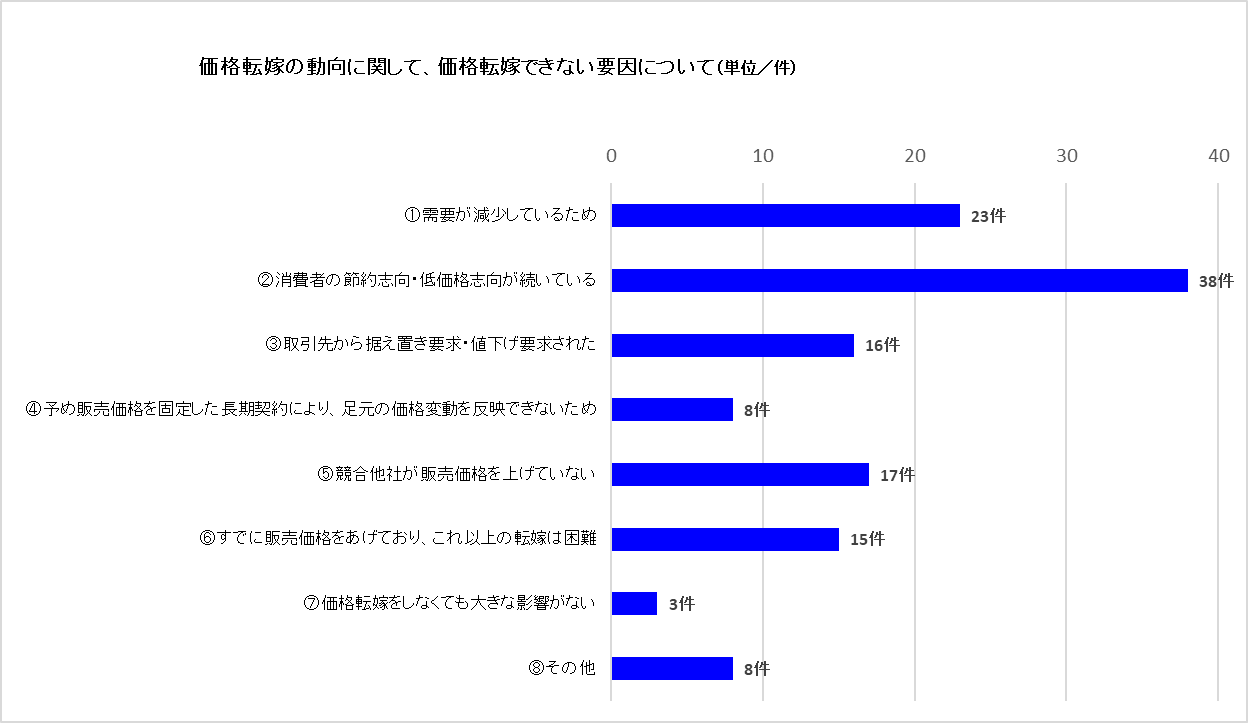 価格転嫁の動向に関して、価格転嫁できない要因について(単位／件)
0 10 20 30 40
①需要が減少しているため 23件
②消費者の節約志向・低価格志向が続いている 38件
③取引先から据え置き要求・値下げ要求された 16件
④予め販売価格を固定した長期契約により、足元の価格変動を反映できないため 8件
⑤競合他社が販売価格を上げていない 17件
⑥すでに販売価格をあげており、これ以上の転嫁は困難 15件
⑦価格転嫁をしなくても大きな影響がない 3件
⑧その他 8件